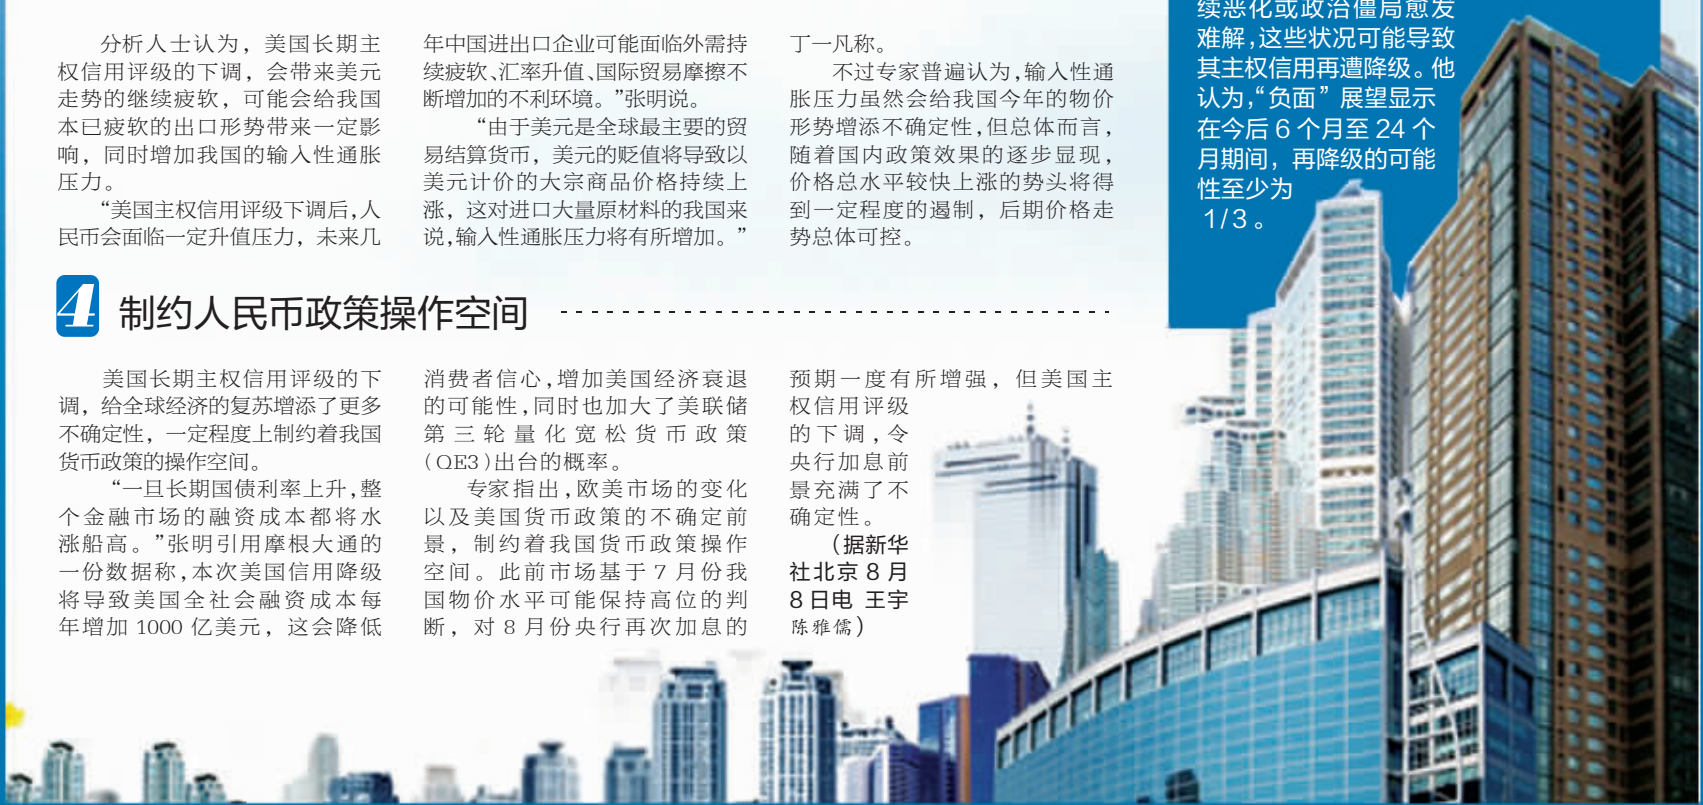 分析人士认为，美国长期主
权信用评级的下调，会带来美元
走势的继续疲软，可能会给我国
本已疲软的出口形势带来一定影
响，同时增加我国的输入性通胀
压力。
“美国主权信用评级下调后，人
民币会面临一定升值压力，未来几
年中国进出口企业可能面临外需持
续疲软、汇率升值、国际贸易摩擦不
断增加的不利环境。”张明说。
“由于美元是全球最主要的贸
易结算货币，美元的贬值将导致以
美元计价的大宗商品价格持续上
涨，这对进口大量原材料的我国来
说，输入性通胀压力将有所增加。”
丁一凡称。
不过专家普遍认为，输入性通
胀压力虽然会给我国今年的物价
形势增添不确定性，但总体而言，
随着国内政策效果的逐步显现，
价格总水平较快上涨的势头将得
到一定程度的遏制，后期价格走
势总体可控。
4 制约人民币政策操作空间
美国长期主权信用评级的下
调，给全球经济的复苏增添了更多
不确定性，一定程度上制约着我国
货币政策的操作空间。
“一旦长期国债利率上升，整
个金融市场的融资成本都将水
涨船高。”张明引用摩根大通的
一份数据称，本次美国信用降级
将导致美国全社会融资成本每
年增加 1000 亿美元，这会降低
消费者信心，增加美国经济衰退
的可能性，同时也加大了美联储
第三轮量化宽松货币政策
（QE3）出台的概率。
专家指出，欧美市场的变化
以及美国货币政策的不确定前
景，制约着我国货币政策操作
空间。此前市场基于 7 月份我
国物价水平可能保持高位的判
断，对 8 月份央行再次加息的
预期一度有所增强，但美国主
权信用评级
的下调，令
央行加息前
景充满了不
确定性。
（据新华
社北京 8 月
8 日电 王宇
陈雅儒）
续恶化或政治僵局愈发
难解，这些状况可能导致
其主权信用再遭降级。他
认为，“负面”展望显示
在今后 6 个月至 24 个
月期间，再降级的可能
性至少为
1/3。